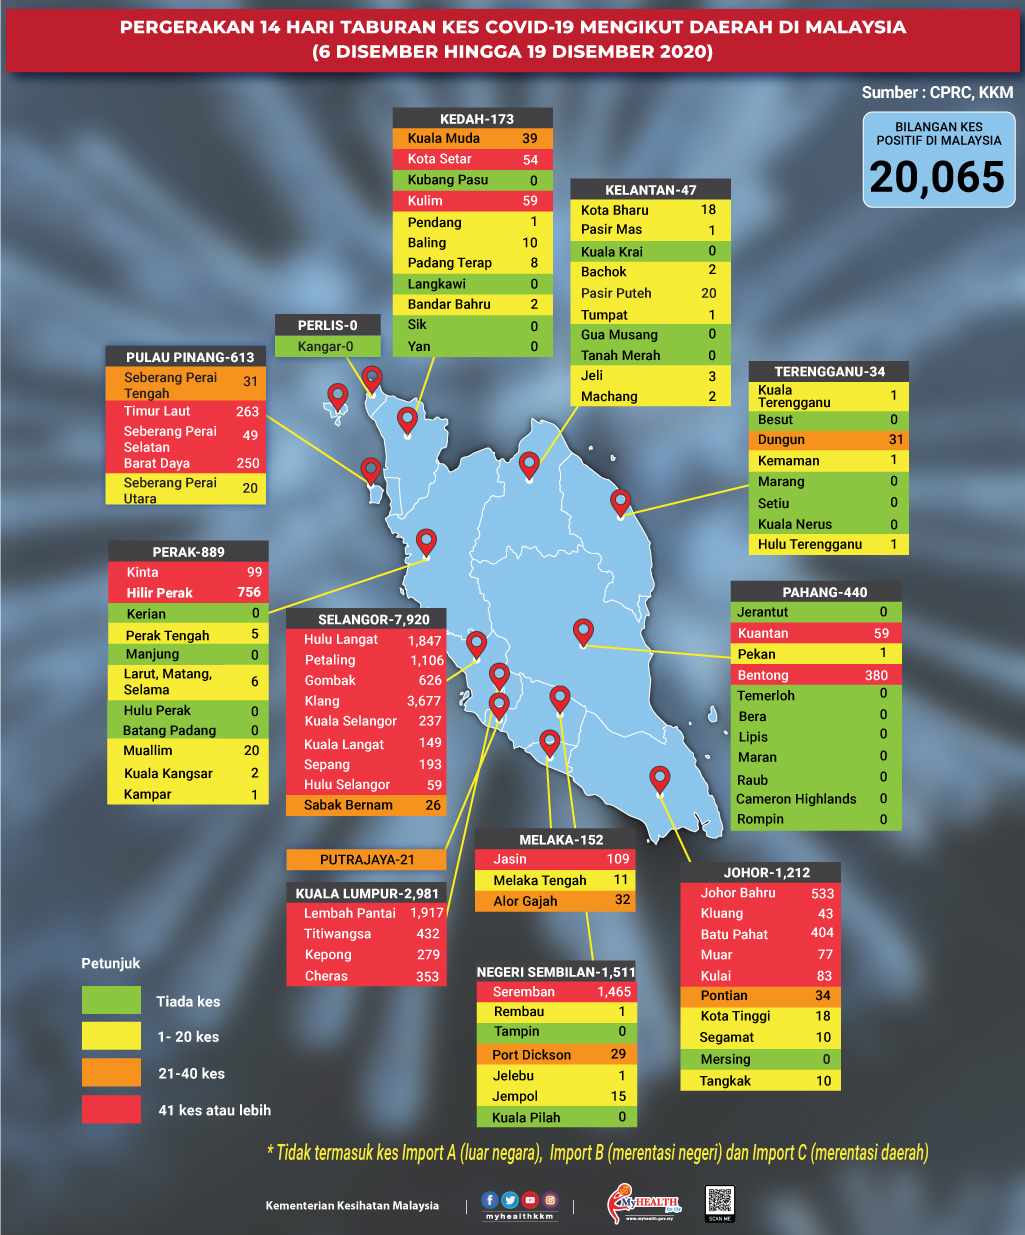 PERGERAKAN 14 HARI TABURAN KES COVID-19 MENGIKUT DAERAH DI MALAYSIA
(6 DISEMBER HINGGA 19 DISEMBER 2020)
Sumber : CPRC, KKM
BILANGAN KES
POSITIF DI MALAYSIA
20,065
KEDAH-173
Kuala Muda 39
Kota Setar 54
Kubang Pasu 0
Kulim 59
Pendang 1
Baling 10
Padang Terap 8
Langkawi 0
Bandar Bahru 2
Sik 0
Yan 0
KELANTAN-47
Kota Bharu 18
Pasir Mas 1
Kuala Krai 0
Bachok 2
Pasir Puteh 20
Tumpat 1
Gua Musang 0
Tanah Merah 0
Jeli 3
Machang 2
PERLIS-0
Kangar-0
PULAU PINANG-613
Seberang Perai
Tengah 31
Timur Laut 263
Seberang Perai
Selatan 49
Barat Daya 250
Seberang Perai
Utara 20
TERENGGANU-34
Kuala
Terengganu 1
Besut 0
Dungun 31
Kemaman 1
Marang 0
Setiu 0
Kuala Nerus 0
Hulu Terengganu 1
PERAK-889
Kinta 99
Hilir Perak 756
Kerian 0
Perak Tengah 5
Manjung 0
Larut, Matang,
Selama 6
Hulu Perak 0
Batang Padang 0
Muallim 20
Kuala Kangsar 2
Kampar 1
SELANGOR-7,920
Hulu Langat 1,847
Petaling 1,106
Gombak 626
Klang 3,677
Kuala Selangor 237
Kuala Langat 149
Sepang 193
Hulu Selangor 59
Sabak Bernam 26
PAHANG-440
Jerantut 0
Kuantan 59
Pekan 1
Bentong 380
Temerloh 0
Bera 0
Lipis 0
Maran 0
Raub 0
Cameron Highlands 0
Rompin 0
PUTRAJAYA-21
KUALA LUMPUR-2,981
Lembah Pantai 1,917
Titiwangsa 432
Kepong 279
Cheras 353
MELAKA-152
Jasin 109
Melaka Tengah 11
Alor Gajah 32
JOHOR-1,212
Johor Bahru 533
Kluang 43
Batu Pahat 404
Muar 77
Kulai 83
Pontian 34
Kota Tinggi 18
Segamat 10
Mersing 0
Tangkak 10
NEGERI SEMBILAN-1,511
Seremban 1,465
Rembau 1
Tampin 0
Port Dickson 29
Jelebu 1
Jempol 15
Kuala Pilah 0
Petunjuk
Tiada kes
1- 20 kes
21-40 kes
41 kes atau lebih
* Tidak termasuk kes Import A (luar negara), Import B (merentasi negeri) dan Import C (merentasi daerah)
Kementerian Kesihatan Malaysia
myhealthkkm
MyHEALTH
for life
www.myhealth.gov.my
SCAN ME